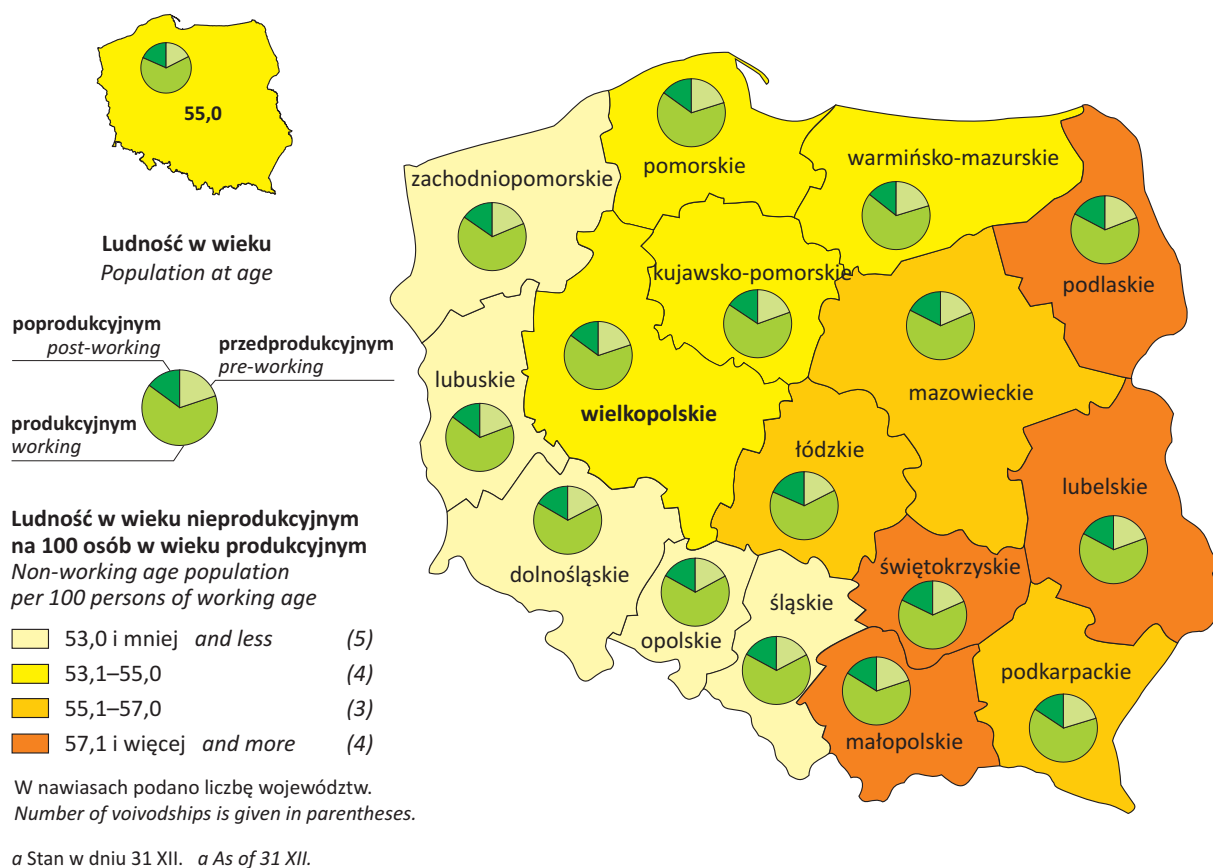 55,0
Ludność w wieku
Population at age
poprodukcyjnym
post-working
przedprodukcyjnym
pre-working
produkcyjnym
working
Ludność w wieku nieprodukcyjnym
na 100 osób w wieku produkcyjnym
Non-working age population
per 100 persons of working age
53,0 i mniej and less (5)
53,1–55,0 (4)
55,1–57,0 (3)
57,1 i więcej and more (4)
W nawiasach podano liczbę województw.
Number of voivodships is given in parentheses.
a Stan w dniu 31 XII. a As of 31 XII.
zachodniopomorskie
pomorskie
warmińsko-mazurskie
kujawsko-pomorskie
podlaskie
lubuskie
wielkopolskie
mazowieckie
łódzkie
lubelskie
dolnośląskie
opolskie
śląskie
świętokrzyskie
małopolskie
podkarpackie